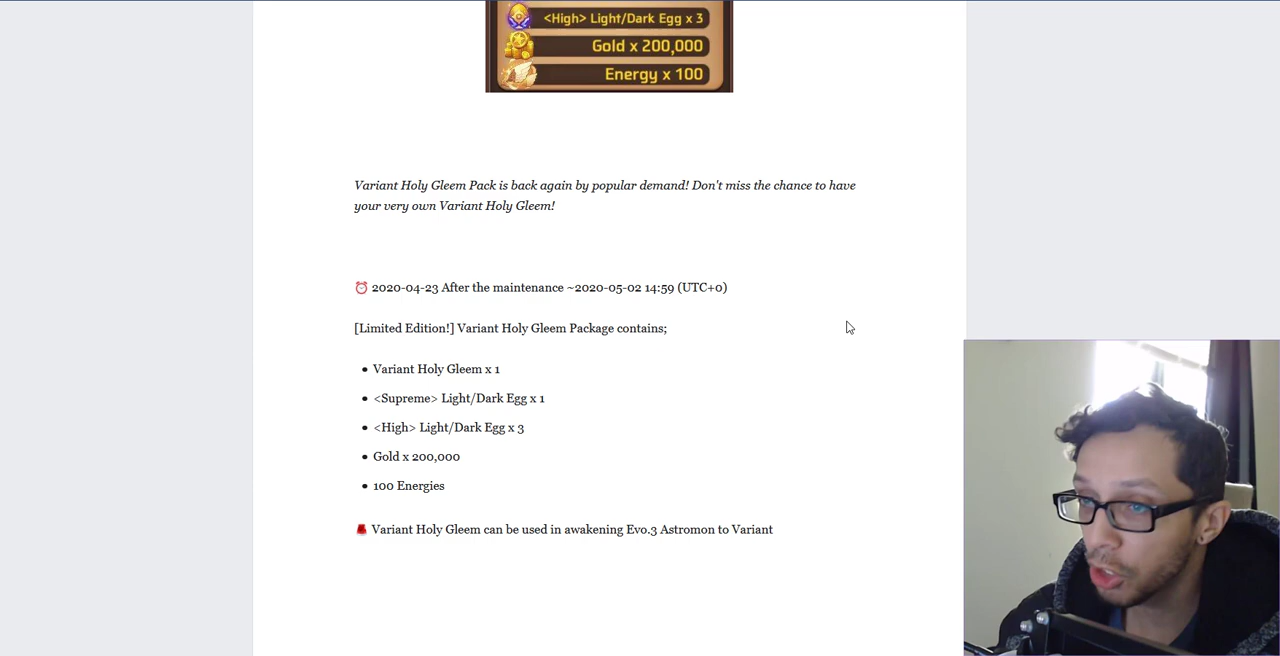 <High> Light/Dark Egg x 3
Gold x 200,000
Energy x 100
Variant Holy Gleem Pack is back again by popular demand! Don't miss the chance to have
your very own Variant Holy Gleem!
2020-04-23 After the maintenance ~2020-05-02 14:59 (UTC+0)
[Limited Edition!] Variant Holy Gleem Package contains;
• Variant Holy Gleem x 1
• <Supreme> Light/Dark Egg x 1
• <High> Light/Dark Egg x 3
• Gold x 200,000
• 100 Energies
Variant Holy Gleem can be used in awakening Evo.3 Astromon to Variant